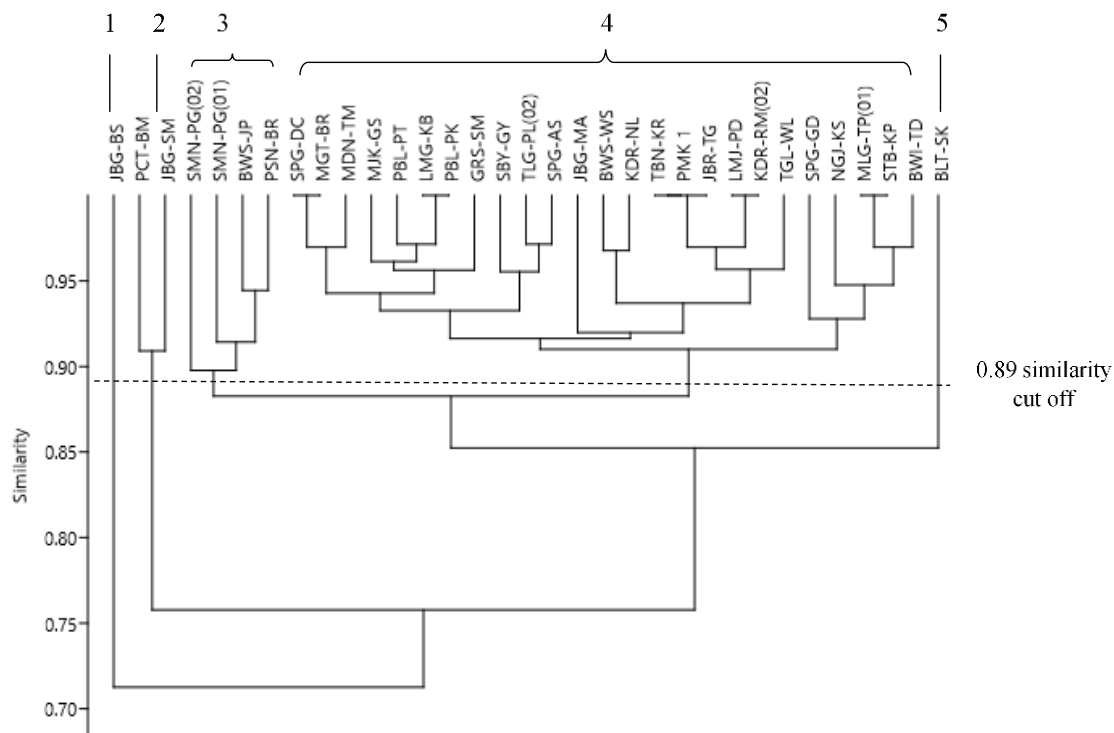 1 2 3 4 5
JBG-BS
PCT-BM
JBG-SM
SMN-PG(02)
SMN-PG(01)
BWS-JP
PSN-BR
SPG-DC
MGT-BR
MDN-TM
MJK-GS
PBL-PT
LMG-KB
PBL-PK
GRS-SM
SBY-GY
TLG-PL(02)
SPG-AS
JBG-MA
BWS-WS
KDR-NL
TBN-KR
PMK 1
JBR-TG
LMJ-PD
KDR-RM(02)
TGL-WL
SPG-GD
NGJ-KS
MLG-TP(01)
STB-KP
BWI-TD
BLT-SK
0.95
0.90
0.89 similarity
cut off
0.85
Similarity
0.80
0.75
0.70